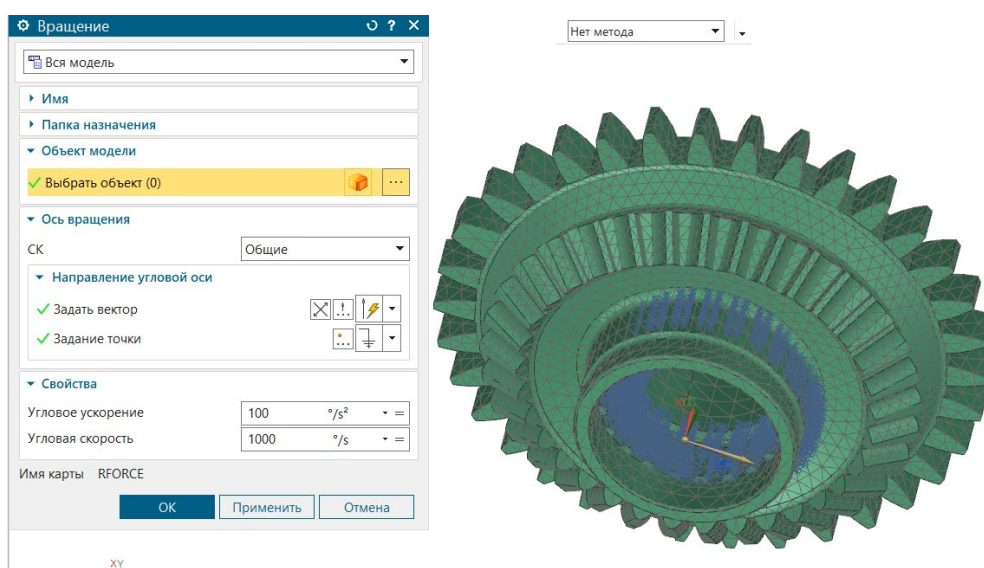 Вращение
Нет метода
Вся модель
Имя
Папка назначения
Объект модели
Выбрать объект (0)
Ось вращения
СК Общие
Направление угловой оси
Задать вектор
Задание точки
Свойства
Угловое ускорение 100 °/s²
Угловая скорость 1000 °/s
Имя карты RFORCE
ОК Применить Отмена
XY